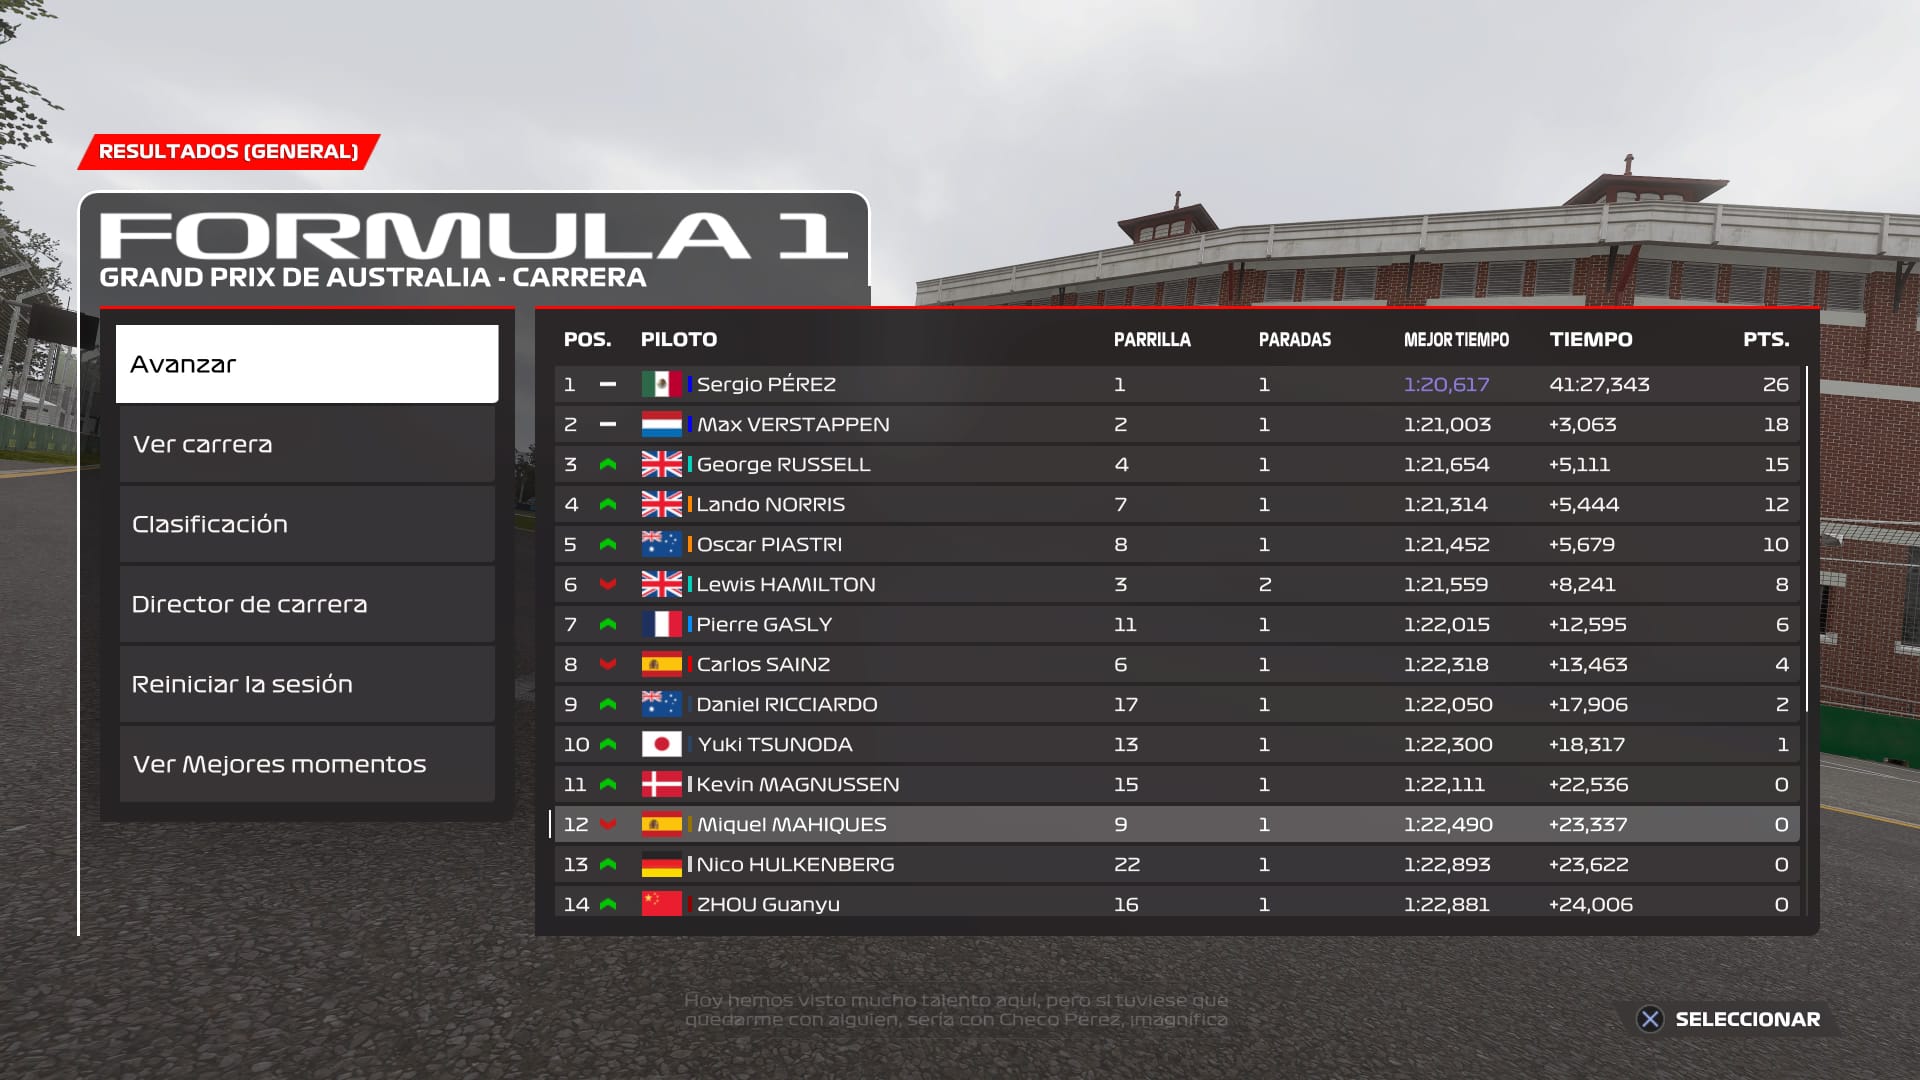 RESULTADOS (GENERAL)
FORMULA 1
GRAND PRIX DE AUSTRALIA - CARRERA
Avanzar
Ver carrera
Clasificación
Director de carrera
Reiniciar la sesión
Ver Mejores momentos
POS. PILOTO PARRILLA PARADAS MEJOR TIEMPO TIEMPO PTS.
1 Sergio PÉREZ 1 1 1:20,617 41:27,343 26
2 Max VERSTAPPEN 2 1 1:21,003 +3,063 18
3 George RUSSELL 4 1 1:21,654 +5,111 15
4 Lando NORRIS 7 1 1:21,314 +5,444 12
5 Oscar PIASTRI 8 1 1:21,452 +5,679 10
6 Lewis HAMILTON 3 2 1:21,559 +8,241 8
7 Pierre GASLY 11 1 1:22,015 +12,595 6
8 Carlos SAINZ 6 1 1:22,318 +13,463 4
9 Daniel RICCIARDO 17 1 1:22,050 +17,906 2
10 Yuki TSUNODA 13 1 1:22,300 +18,317 1
11 Kevin MAGNUSSEN 15 1 1:22,111 +22,536 0
12 Miquel MAHIQUES 9 1 1:22,490 +23,337 0
13 Nico HULKENBERG 22 1 1:22,893 +23,622 0
14 ZHOU Guanyu 16 1 1:22,881 +24,006 0
Hoy hemos visto mucho talento aquí, pero si tuviese que
quedarme con alguien, sería con Checo Pérez, ¡magnífica
SELECCIONAR